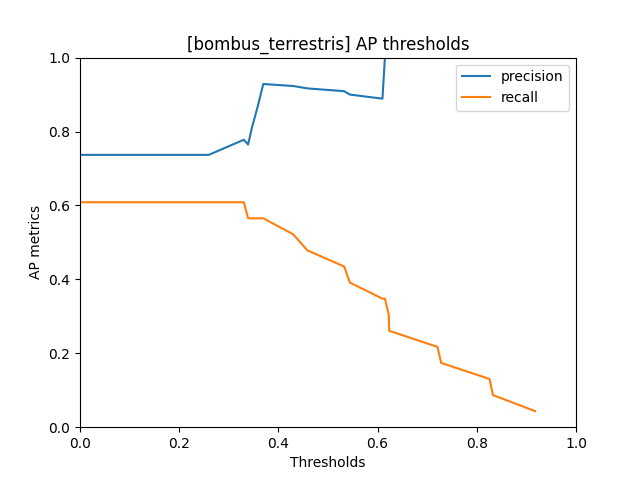 [bombus_terrestris] AP thresholds
precision
recall
AP metrics
1.0
0.8
0.6
0.4
0.2
0.0
0.0 0.2 0.4 0.6 0.8 1.0
Thresholds